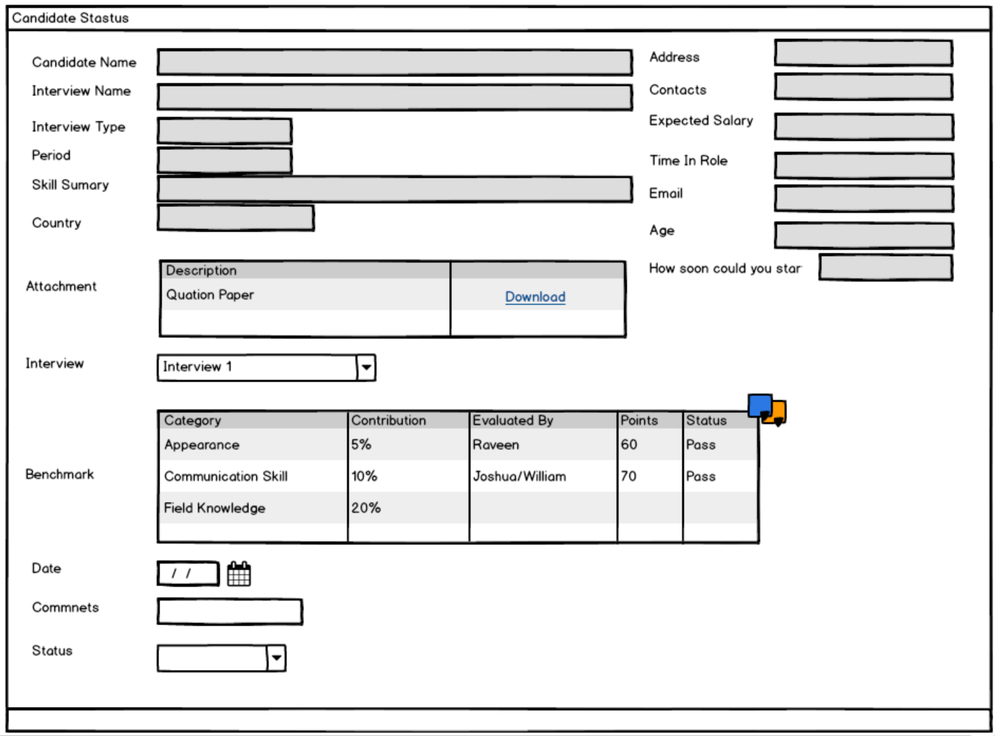 Candidate Stastus
Candidate Name
Interview Name
Interview Type
Period
Skill Sumary
Country
Address
Contacts
Expected Salary
Time In Role
Email
Age
How soon could you star
Attachment
Description
Quation Paper Download
Interview Interview 1
Benchmark
Category Contribution Evaluated By Points Status
Appearance 5% Raveen 60 Pass
Communication Skill 10% Joshua/William 70 Pass
Field Knowledge 20%
Date / /
Commnets
Status